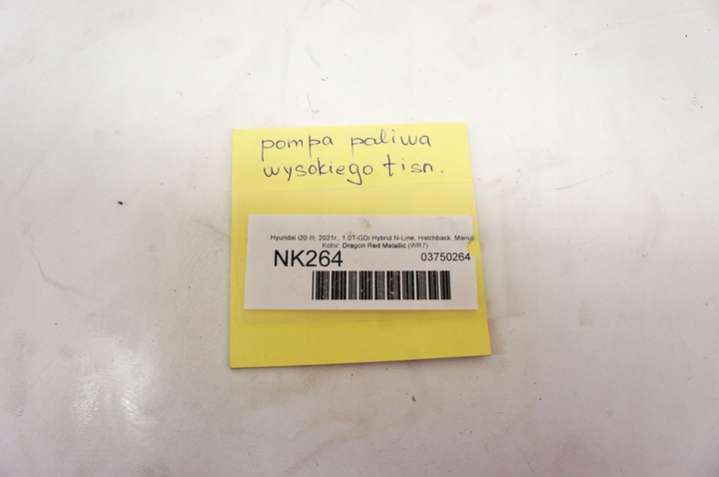 pompa paliwa
wysokiego tisn.
Hyundai i20 III, 2021r., 1.0T-GDi Hybrid N-Line, Hatchback, Manual
Kolor: Dragon Red Metallic (WR7)
NK264
03750264